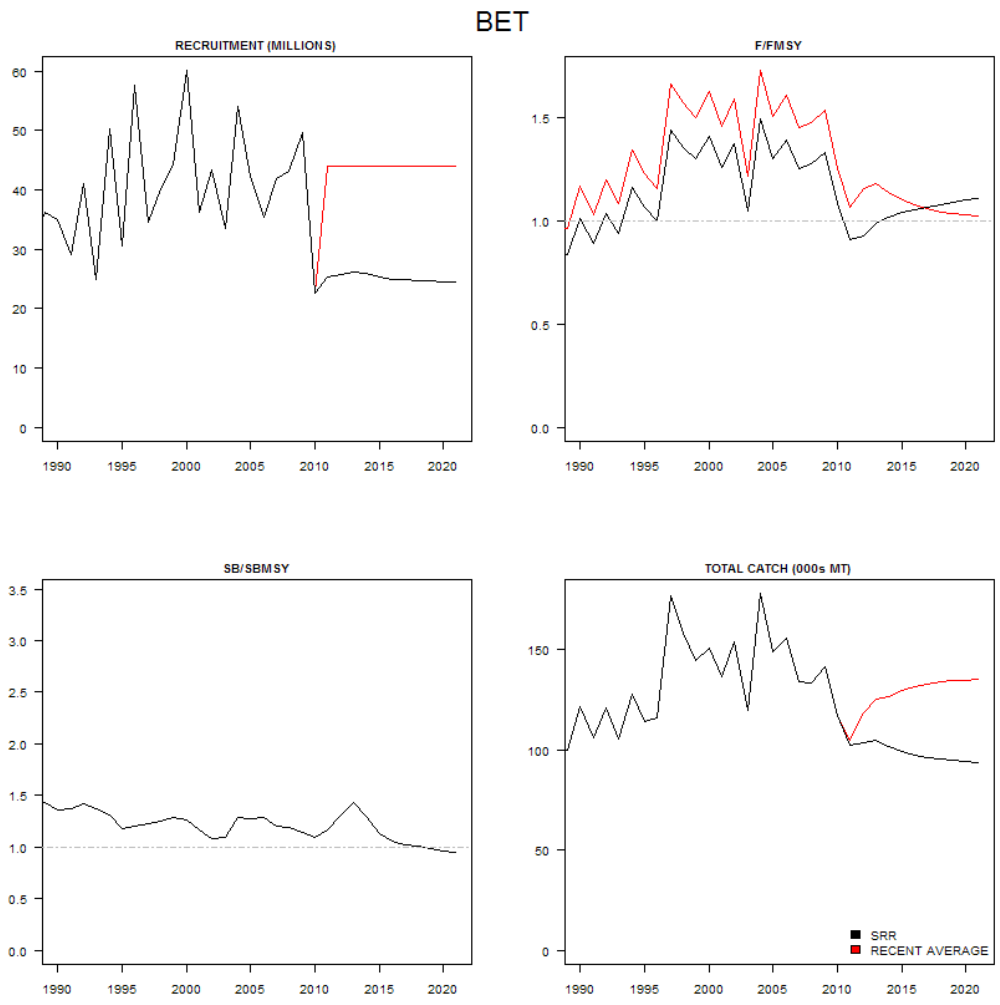 BET
RECRUITMENT (MILLIONS)
60
50
40
30
20
10
0
1990 1995 2000 2005 2010 2015 2020
F/FMSY
1.5
1.0
0.5
0.0
1990 1995 2000 2005 2010 2015 2020
SB/SBMSY
3.5
3.0
2.5
2.0
1.5
1.0
0.5
0.0
1990 1995 2000 2005 2010 2015 2020
TOTAL CATCH (000s MT)
150
100
50
0
SRR
RECENT AVERAGE
1990 1995 2000 2005 2010 2015 2020